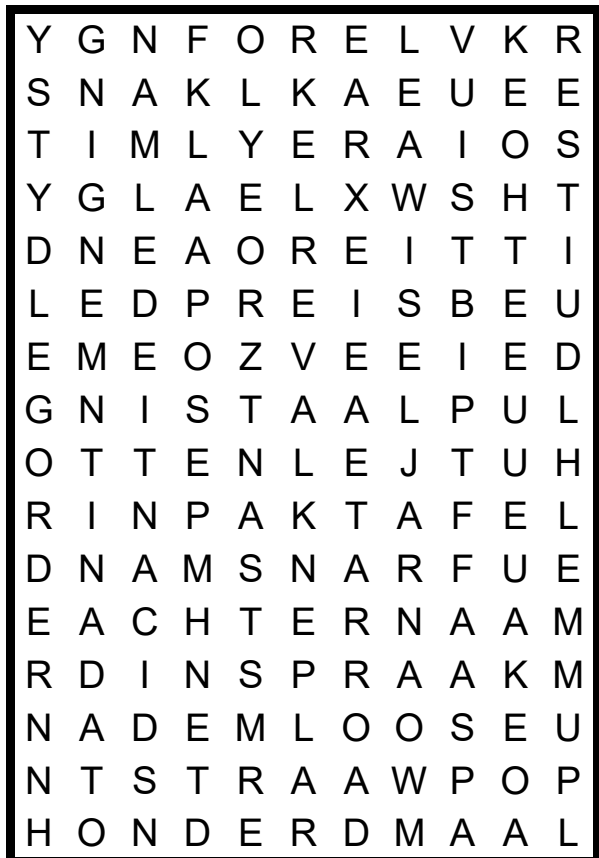 Y G N F O R E L V K R
S N A K L K A E U E E
T I M L Y E R A I O S
Y G L A E L X W S H T
D N E A O R E I T T I
L E D P R E I S B E U
E M E O Z V E E I E D
G N I S T A A L P U L
O T T E N L E J T U H
R I N P A K T A F E L
D N A M S N A R F U E
E A C H T E R N A A M
R D I N S P R A A K M
N A D E M L O O S E U
N T S T R A A W P O P
H O N D E R D M A A L